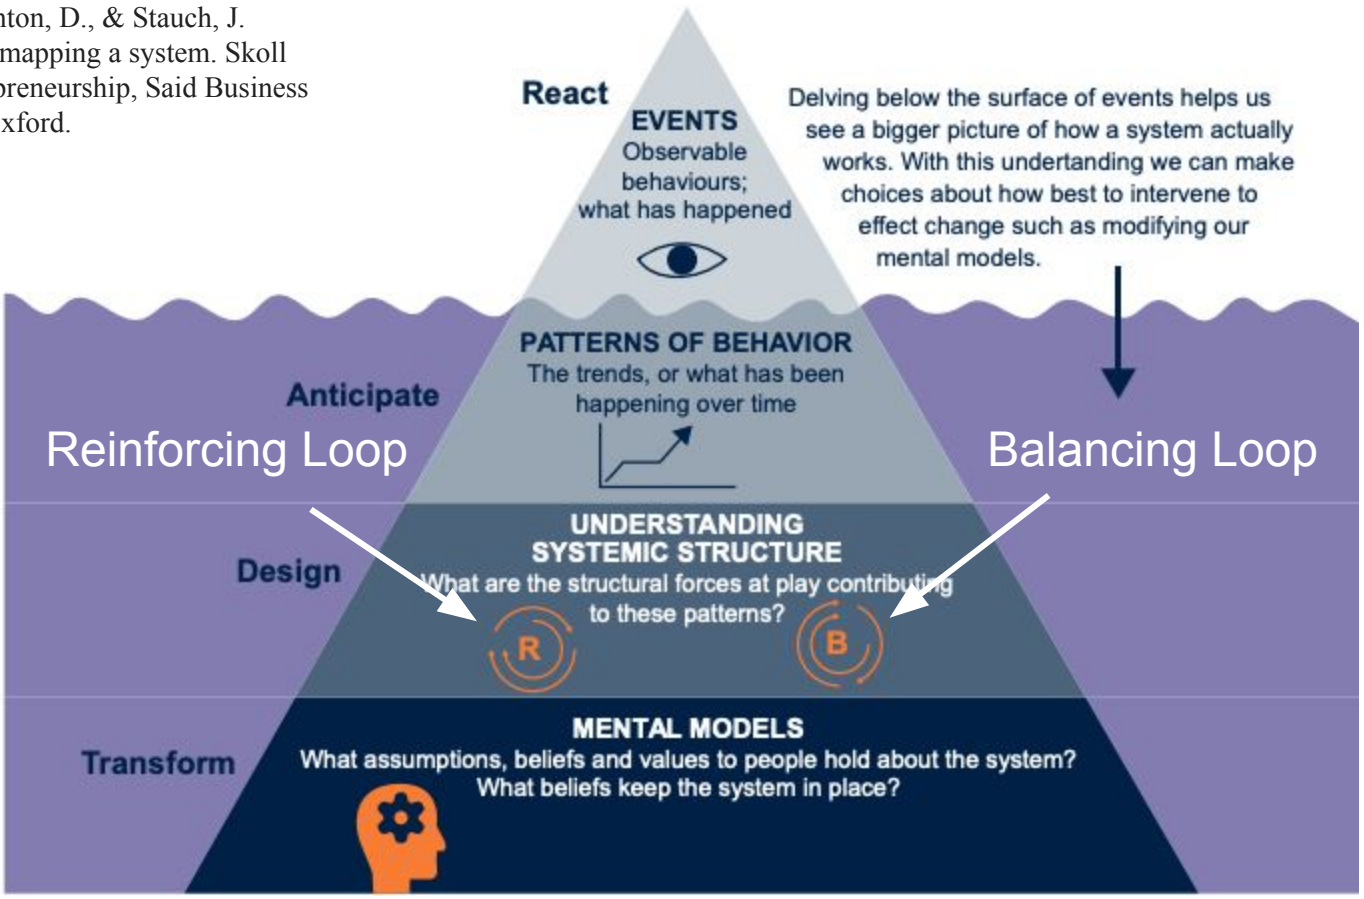 nton, D., & Stauch, J.
mapping a system. Skoll
preneurship, Said Business
xford.
React
EVENTS
Observable
behaviours;
what has happened
Delving below the surface of events helps us
see a bigger picture of how a system actually
works. With this undertanding we can make
choices about how best to intervene to
effect change such as modifying our
mental models.
Anticipate
PATTERNS OF BEHAVIOR
The trends, or what has been
happening over time
Reinforcing Loop
Balancing Loop
Design
UNDERSTANDING
SYSTEMIC STRUCTURE
What are the structural forces at play contributing
to these patterns?
R
B
Transform
MENTAL MODELS
What assumptions, beliefs and values to people hold about the system?
What beliefs keep the system in place?